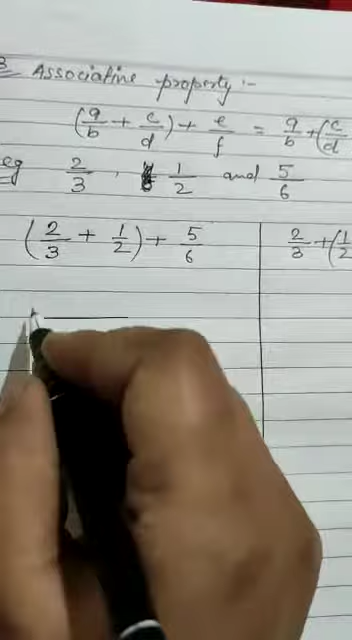 3 Associative property :-
(a/b + c/d) + e/f = a/b + (c/d
eg 2/3 , 1/2 and 5/6
(2/3 + 1/2) + 5/6
2/3 + (1/2